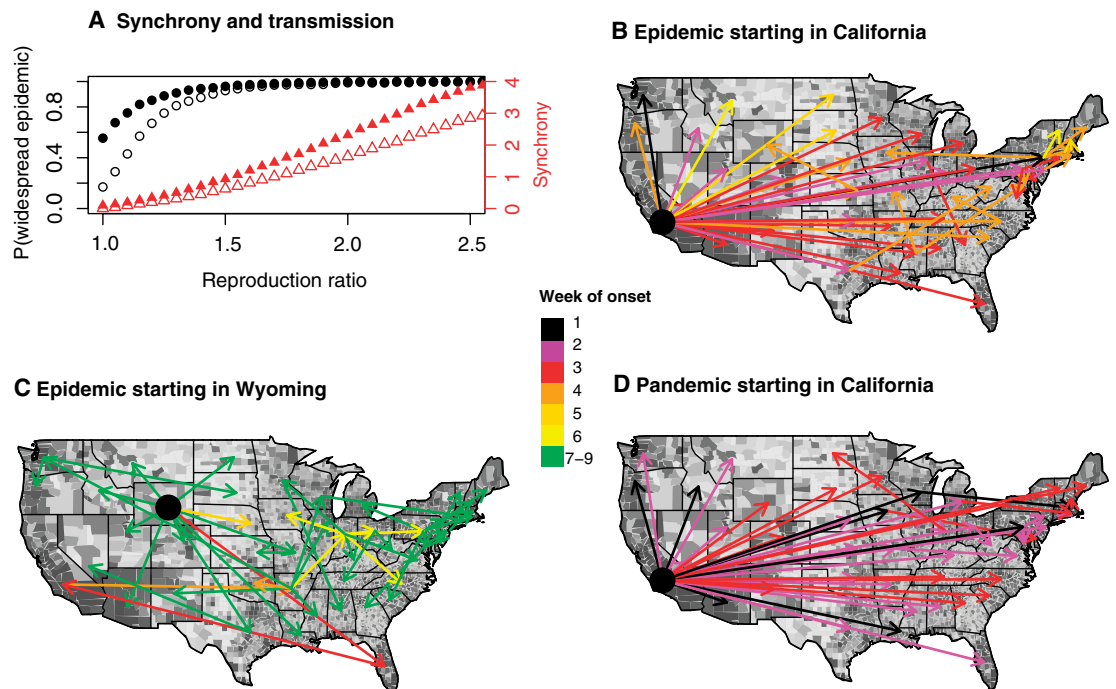 A Synchrony and transmission
P(widespread epidemic)
0.0
0.4
0.8
0
1
2
3
4
Synchrony
1.0 1.5 2.0 2.5
Reproduction ratio
B Epidemic starting in California
Week of onset
1
2
3
4
5
6
7–9
C Epidemic starting in Wyoming
D Pandemic starting in California